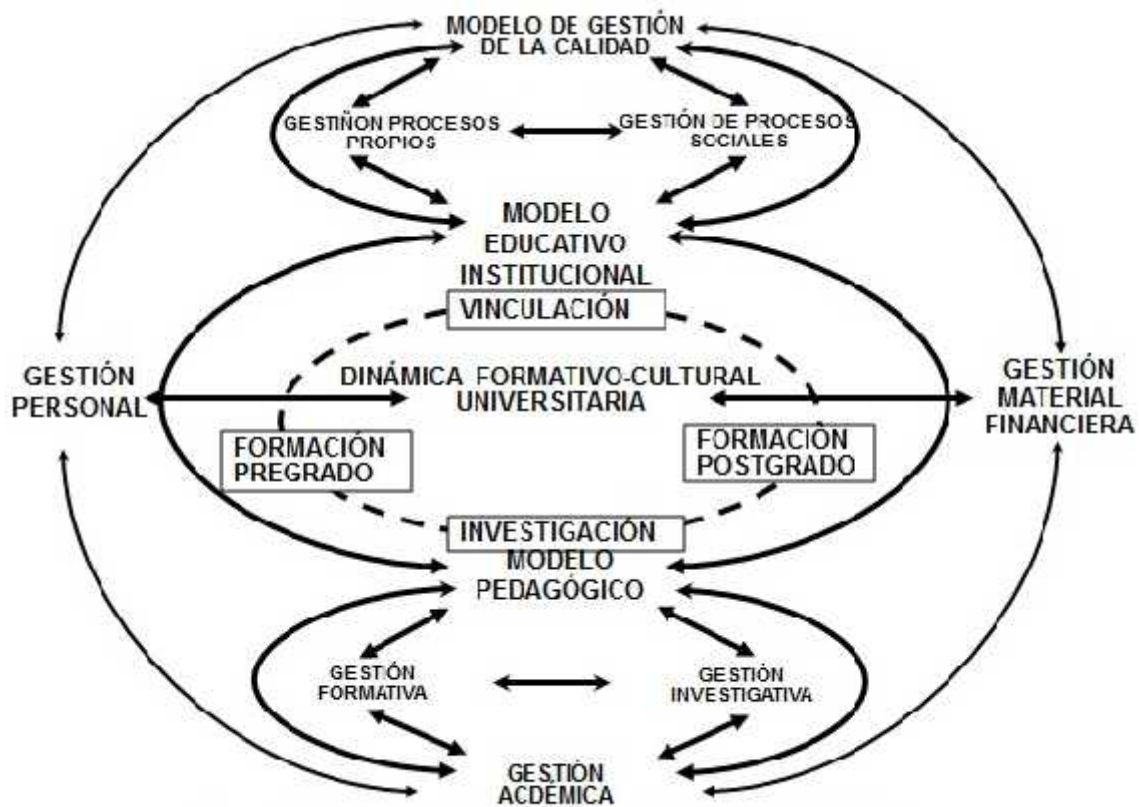 MODELO DE GESTIÓN
DE LA CALIDAD
GESTIÑON PROCESOS
PROPIOS
GESTIÓN DE PROCESOS
SOCIALES
MODELO
EDUCATIVO
INSTITUCIONAL
VINCULACIÓN
GESTIÓN
PERSONAL
DINÁMICA FORMATIVO-CULTURAL
UNIVERSITARIA
GESTIÓN
MATERIAL
FINANCIERA
FORMACIÓN
PREGRADO
FORMACIÓN
POSTGRADO
INVESTIGACIÓN
MODELO
PEDAGÓGICO
GESTIÓN
FORMATIVA
GESTIÓN
INVESTIGATIVA
GESTIÓN
ACDÉMICA